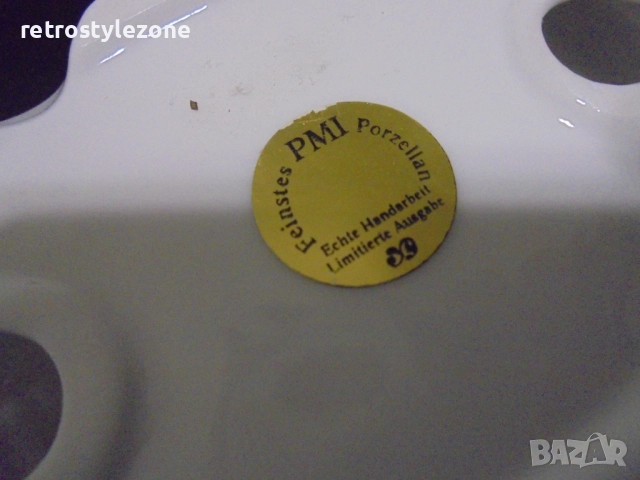 retrostylezone
Feinstes PMI Porzellan
Echte Handarbeit
Limitierte Ausgabe
39
BAZAR